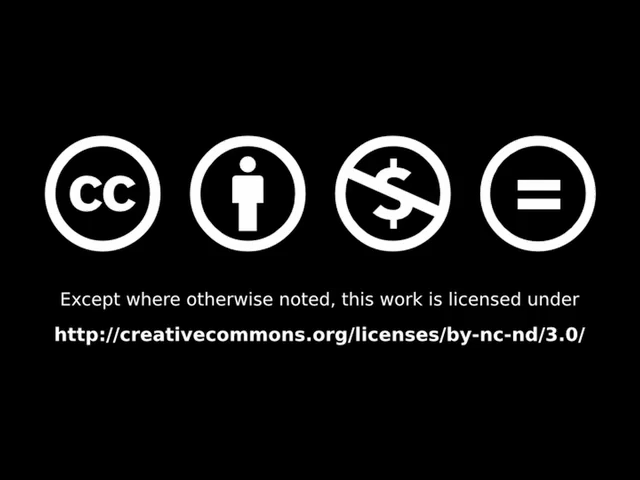 cc
$
=
Except where otherwise noted, this work is licensed under
http://creativecommons.org/licenses/by-nc-nd/3.0/